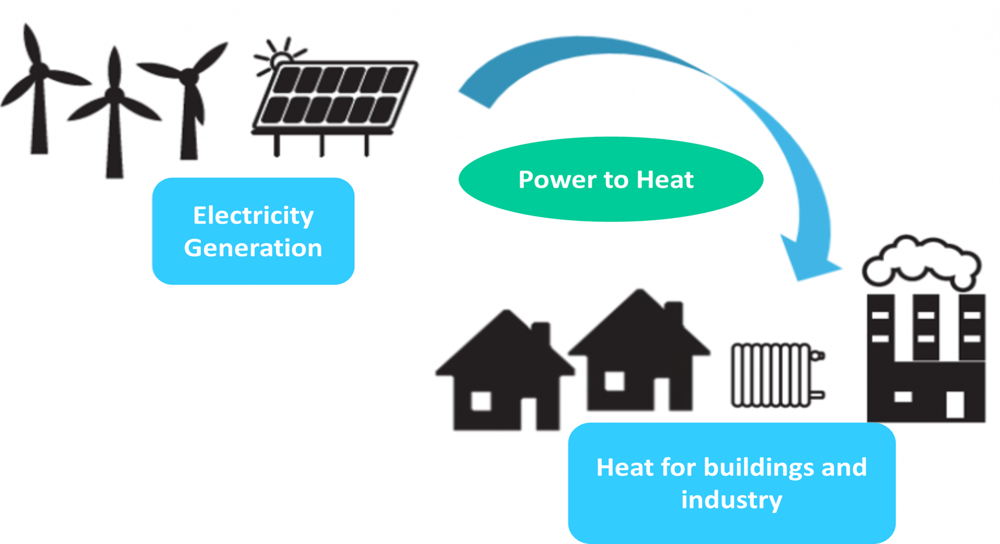 Electricity
Generation
Power to Heat
Heat for buildings and
industry